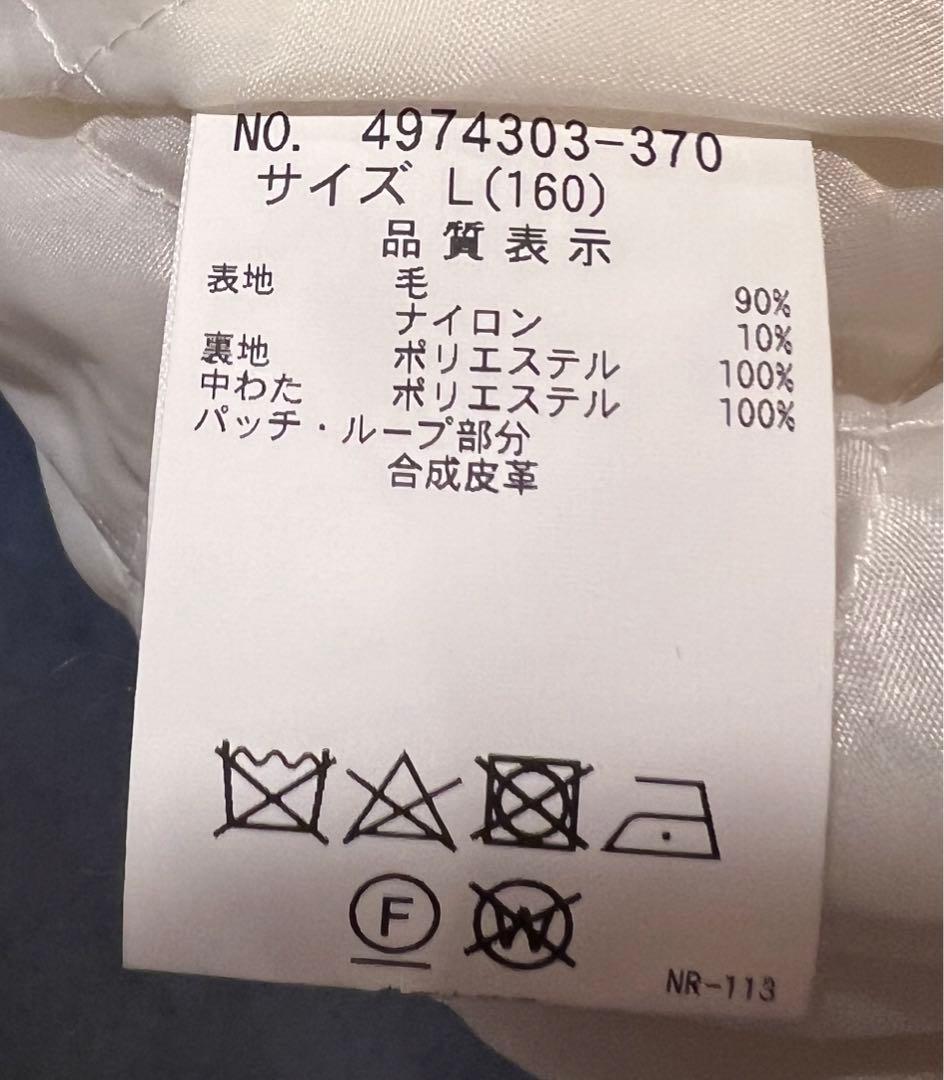 NO. 4974303-370
サイズ L(160)
品質表示
表地 毛 90%
ナイロン 10%
裏地 ポリエステル 100%
中わた ポリエステル 100%
パッチ・ループ部分
合成皮革
F W
NR-113